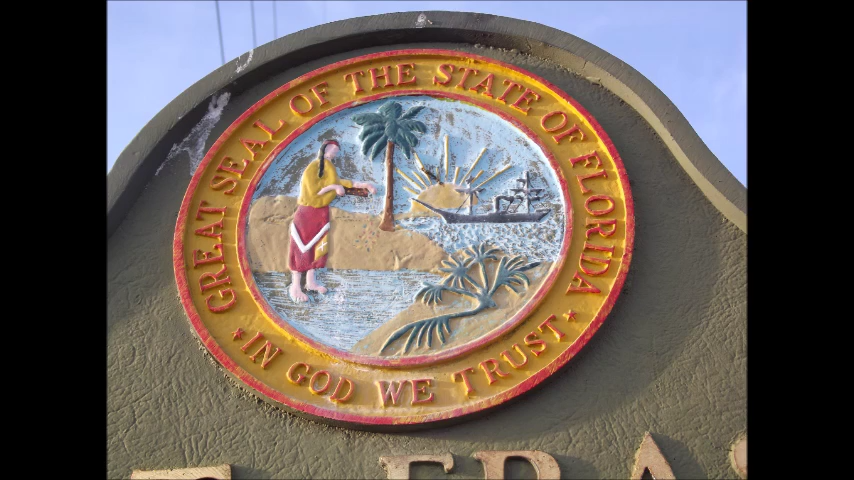 GREAT SEAL OF THE STATE OF FLORIDA
★ IN GOD WE TRUST ★